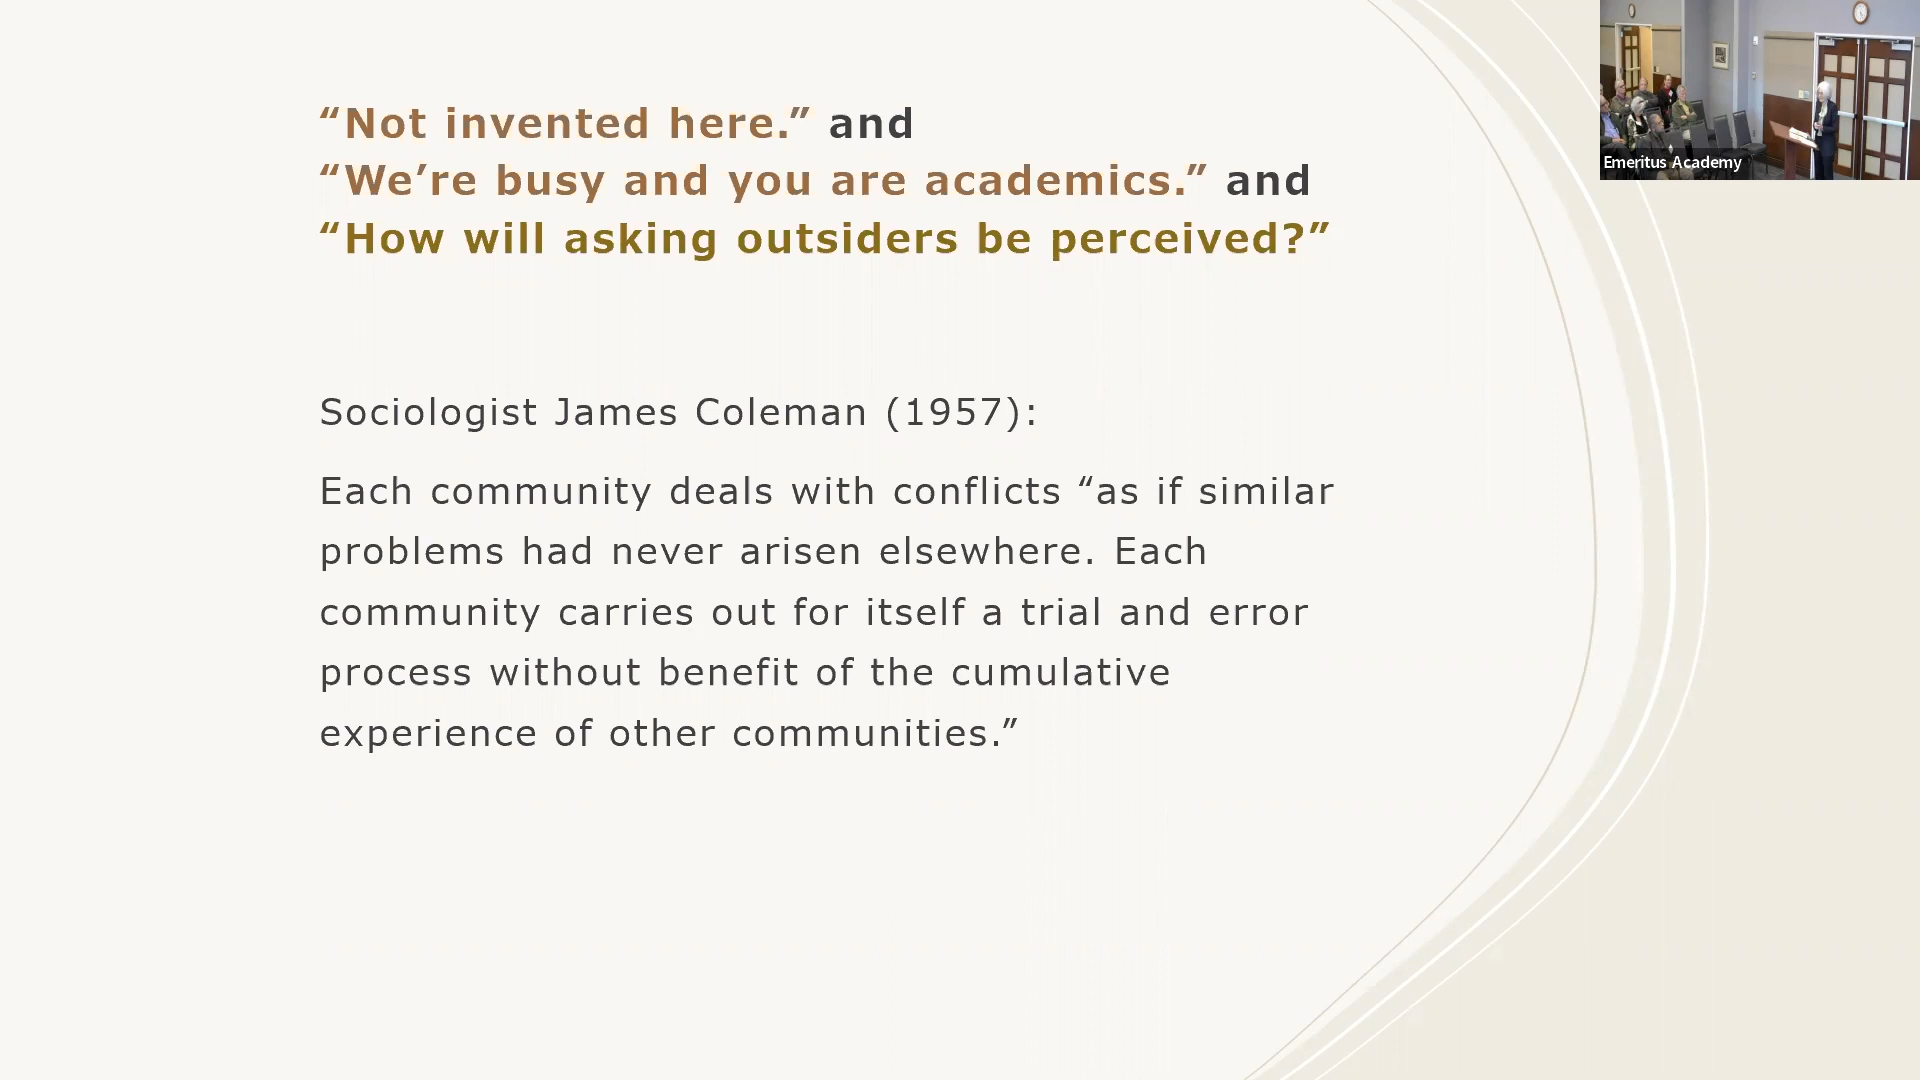 “Not invented here.” and
“We’re busy and you are academics.” and
“How will asking outsiders be perceived?”
Sociologist James Coleman (1957):
Each community deals with conflicts “as if similar
problems had never arisen elsewhere. Each
community carries out for itself a trial and error
process without benefit of the cumulative
experience of other communities.”
Emeritus Academy